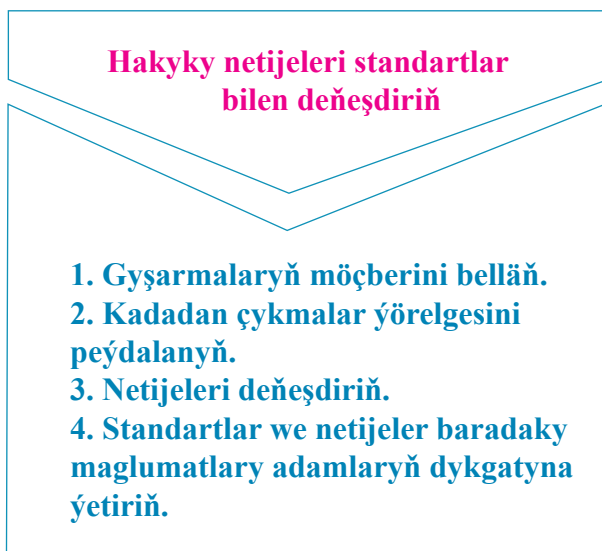 Hakyky netijeleri standartlar
bilen deňeşdiriň
1. Gyşarmalaryň möçberini belläň.
2. Kadadan çykmalar ýörelgesini
peýdalanyň.
3. Netijeleri deňeşdiriň.
4. Standartlar we netijeler baradaky
maglumatlary adamlaryň dykgatyna
ýetiriň.